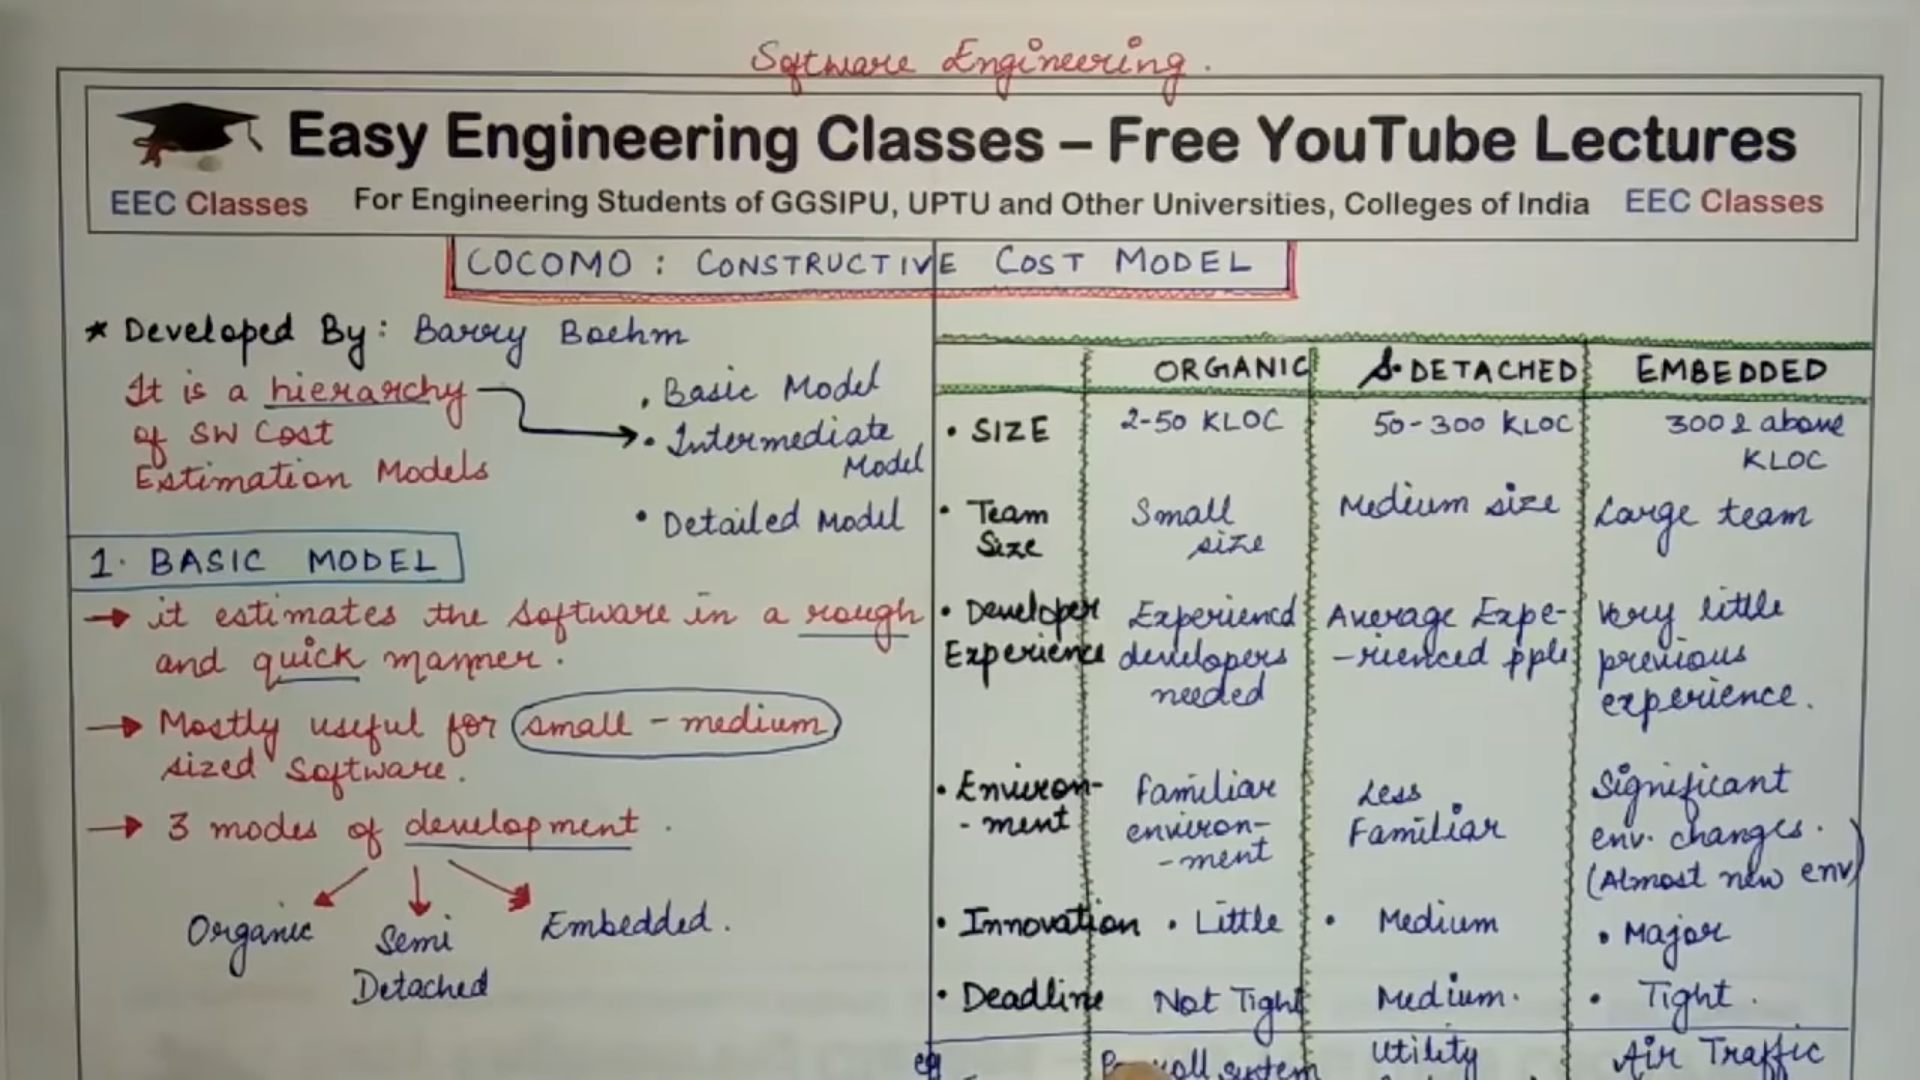 Software Engineering.
Easy Engineering Classes – Free YouTube Lectures
EEC Classes For Engineering Students of GGSIPU, UPTU and Other Universities, Colleges of India EEC Classes
COCOMO : CONSTRUCTIVE COST MODEL
* Developed By: Barry Boehm
It is a hierarchy
of SW Cost
Estimation Models
• Basic Model
• Intermediate
Model
• Detailed Model
1. BASIC MODEL
→ it estimates the software in a rough
and quick manner.
→ Mostly useful for small - medium
sized software.
→ 3 modes of development.
Organic Semi Embedded.
Detached
ORGANIC S. DETACHED EMBEDDED
• SIZE 2-50 KLOC 50-300 KLOC 300 & above
KLOC
• Team Small Medium size Large team
Size size
• Developer Experiencd Average Expe- Very little
Experience developers -rienced pple previous
needed experience.
• Environ- familiar Less Significant
-ment environ- Familiar env. changes.
-ment (Almost new env)
• Innovation • Little • Medium • Major
• Deadline Not Tight Medium. • Tight.
eg system Utility Air Traffic